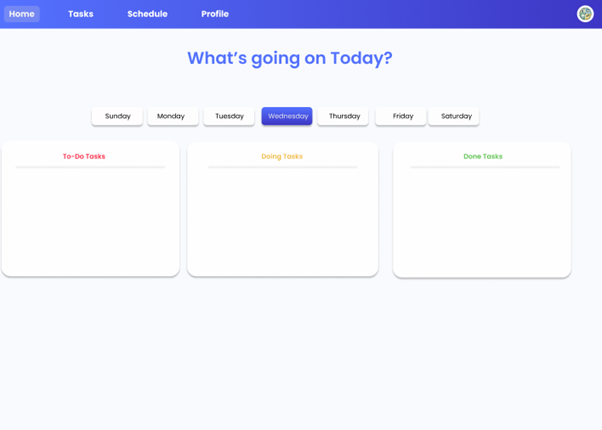 Home Tasks Schedule Profile
What's going on Today?
Sunday Monday Tuesday Wednesday Thursday Friday Saturday
To-Do Tasks Doing Tasks Done Tasks